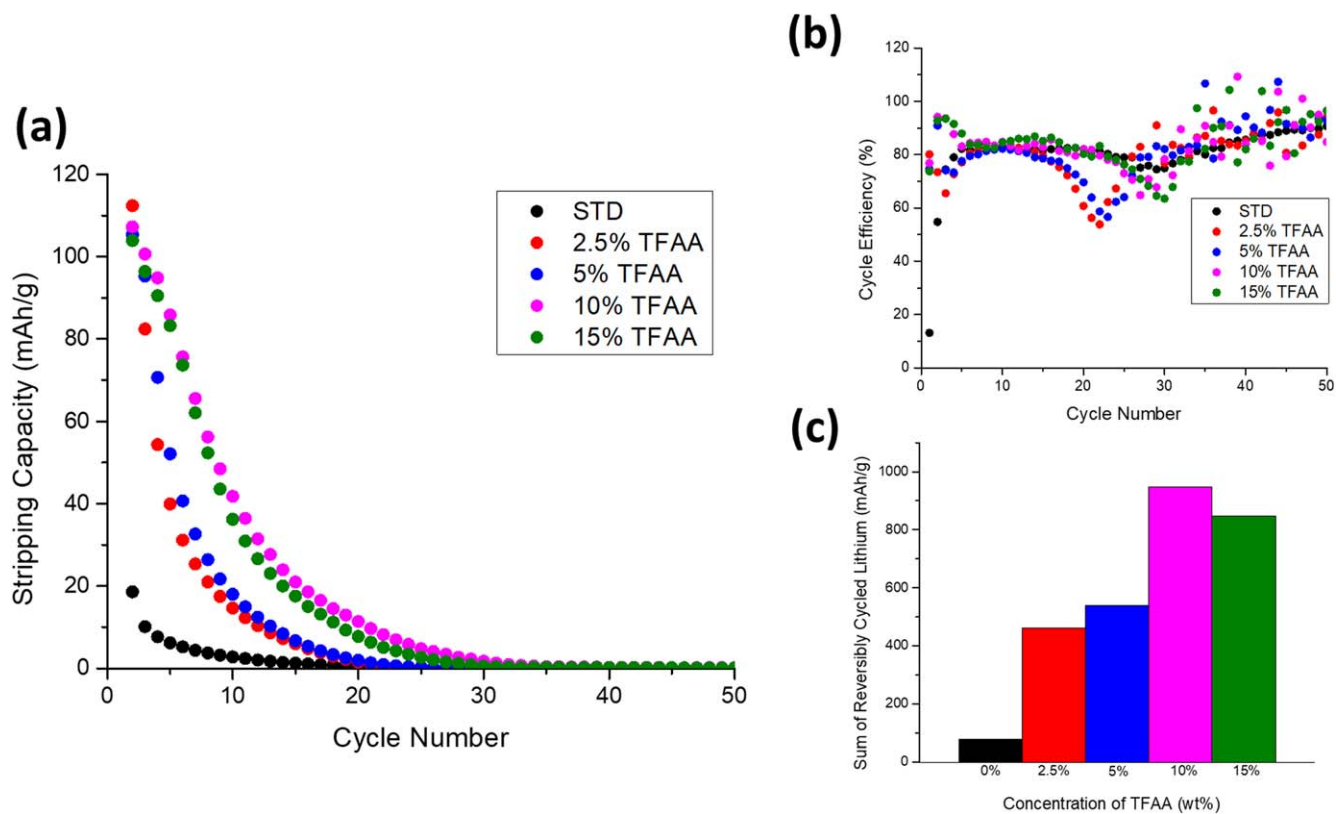 (a)
120
100
80
60
40
20
0
0 10 20 30 40 50
Stripping Capacity (mAh/g)
Cycle Number
STD
2.5% TFAA
5% TFAA
10% TFAA
15% TFAA
(b)
120
100
80
60
40
20
0
0 10 20 30 40 50
Cycle Efficiency (%)
Cycle Number
STD
2.5% TFAA
5% TFAA
10% TFAA
15% TFAA
(c)
1000
800
600
400
200
0
0% 2.5% 5% 10% 15%
Sum of Reversibly Cycled Lithium (mAh/g)
Concentration of TFAA (wt%)